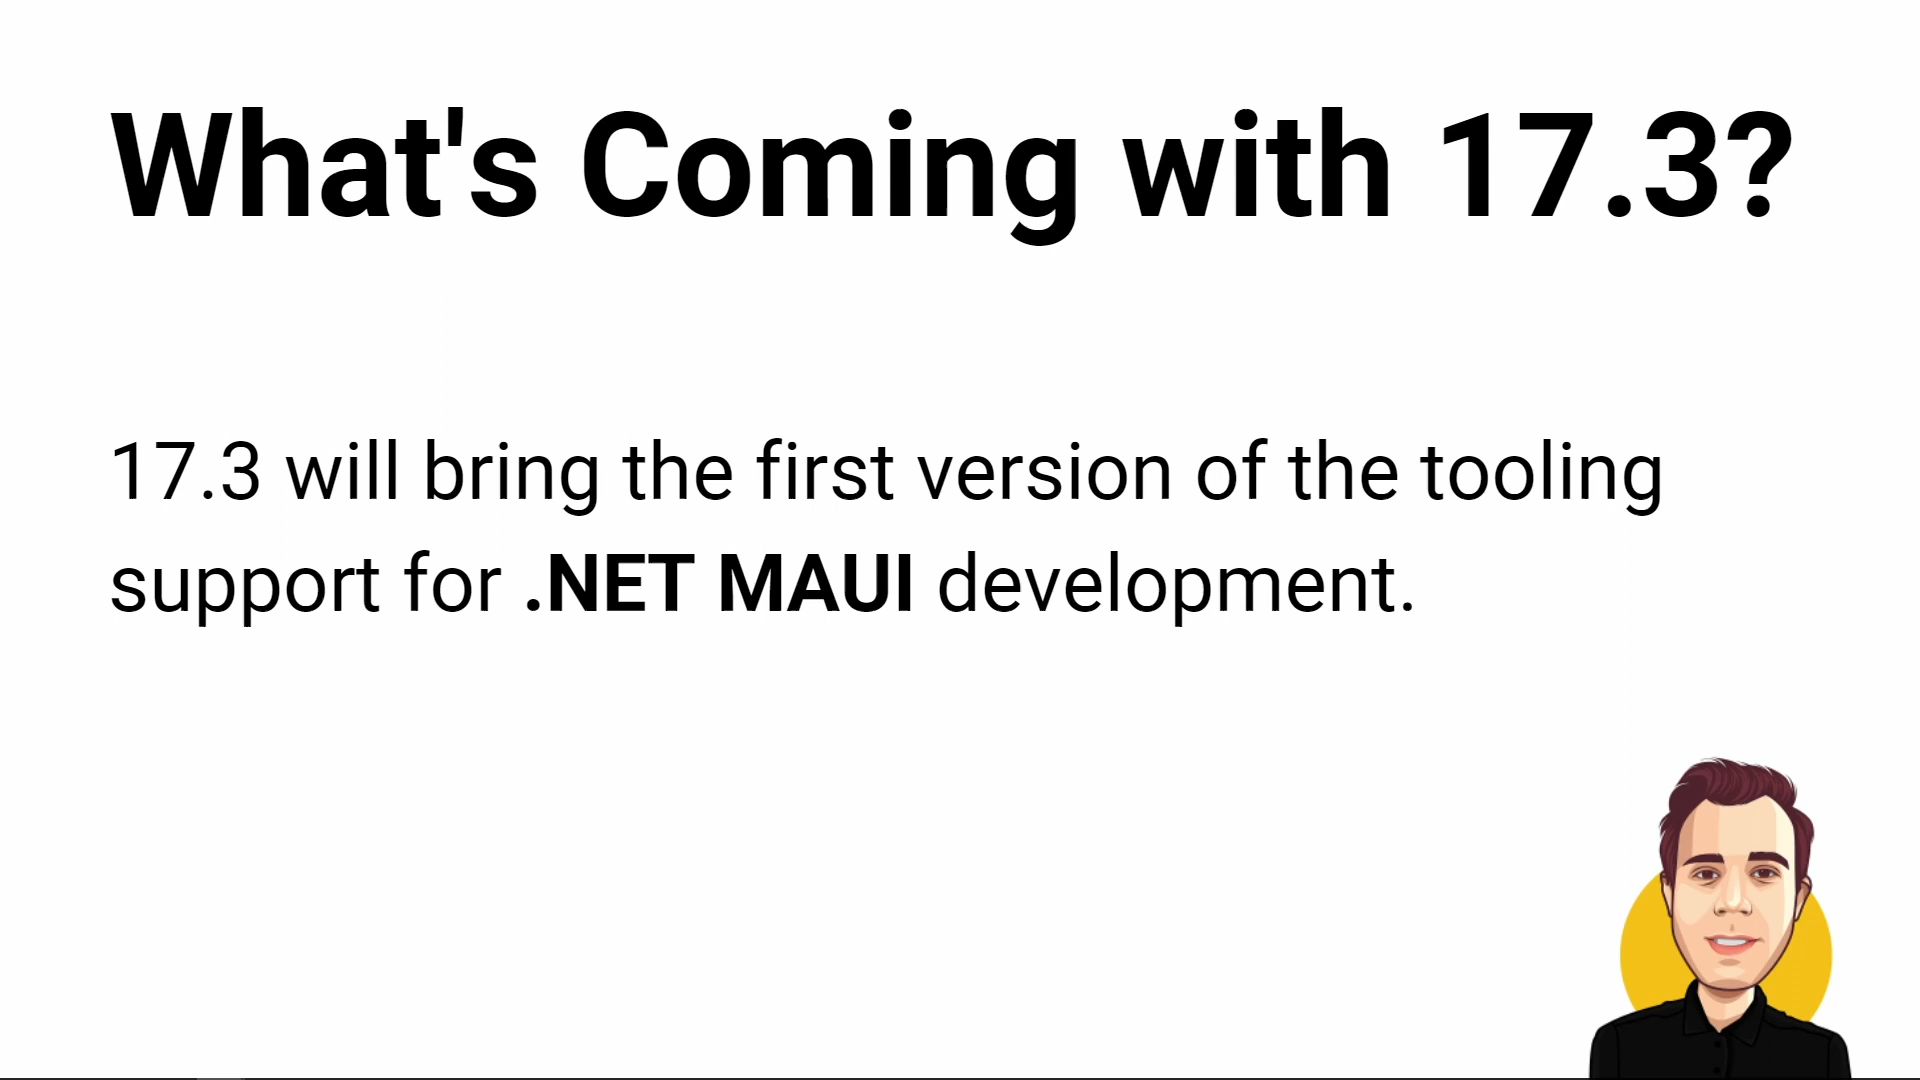 What's Coming with 17.3?
17.3 will bring the first version of the tooling
support for .NET MAUI development.